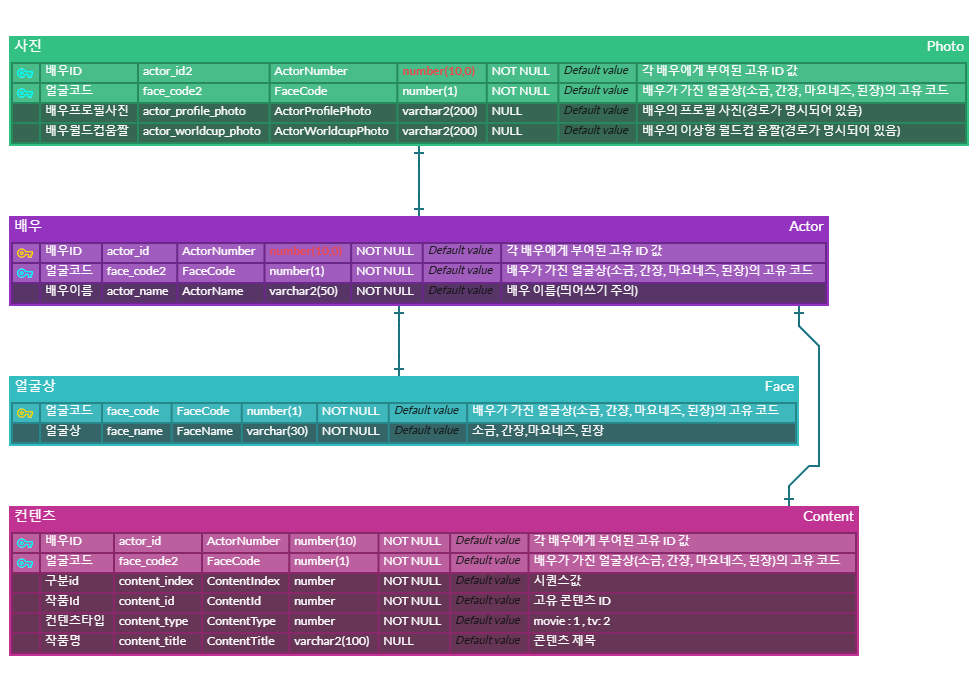 사진 Photo
배우ID actor_id2 ActorNumber number(10,0) NOT NULL Default value 각 배우에게 부여된 고유 ID 값
얼굴코드 face_code2 FaceCode number(1) NOT NULL Default value 배우가 가진 얼굴상(소금, 간장, 마요네즈, 된장)의 고유 코드
배우프로필사진 actor_profile_photo ActorProfilePhoto varchar2(200) NULL Default value 배우의 프로필 사진(경로가 명시되어 있음)
배우월드컵움짤 actor_worldcup_photo ActorWorldcupPhoto varchar2(200) NULL Default value 배우의 이상형 월드컵 움짤(경로가 명시되어 있음)
배우 Actor
배우ID actor_id ActorNumber number(10,0) NOT NULL Default value 각 배우에게 부여된 고유 ID 값
얼굴코드 face_code2 FaceCode number(1) NOT NULL Default value 배우가 가진 얼굴상(소금, 간장, 마요네즈, 된장)의 고유 코드
배우이름 actor_name ActorName varchar2(50) NOT NULL Default value 배우 이름(띄어쓰기 주의)
얼굴상 Face
얼굴코드 face_code FaceCode number(1) NOT NULL Default value 배우가 가진 얼굴상(소금, 간장, 마요네즈, 된장)의 고유 코드
얼굴상 face_name FaceName varchar(30) NOT NULL Default value 소금, 간장,마요네즈, 된장
컨텐츠 Content
배우ID actor_id ActorNumber number(10) NOT NULL Default value 각 배우에게 부여된 고유 ID 값
얼굴코드 face_code2 FaceCode number(1) NOT NULL Default value 배우가 가진 얼굴상(소금, 간장, 마요네즈, 된장)의 고유 코드
구분id content_index ContentIndex number NOT NULL Default value 시퀀스값
작품Id content_id ContentId number NOT NULL Default value 고유 콘텐츠 ID
컨텐츠타입 content_type ContentType number NOT NULL Default value movie : 1 , tv: 2
작품명 content_title ContentTitle varchar2(100) NULL Default value 콘텐츠 제목